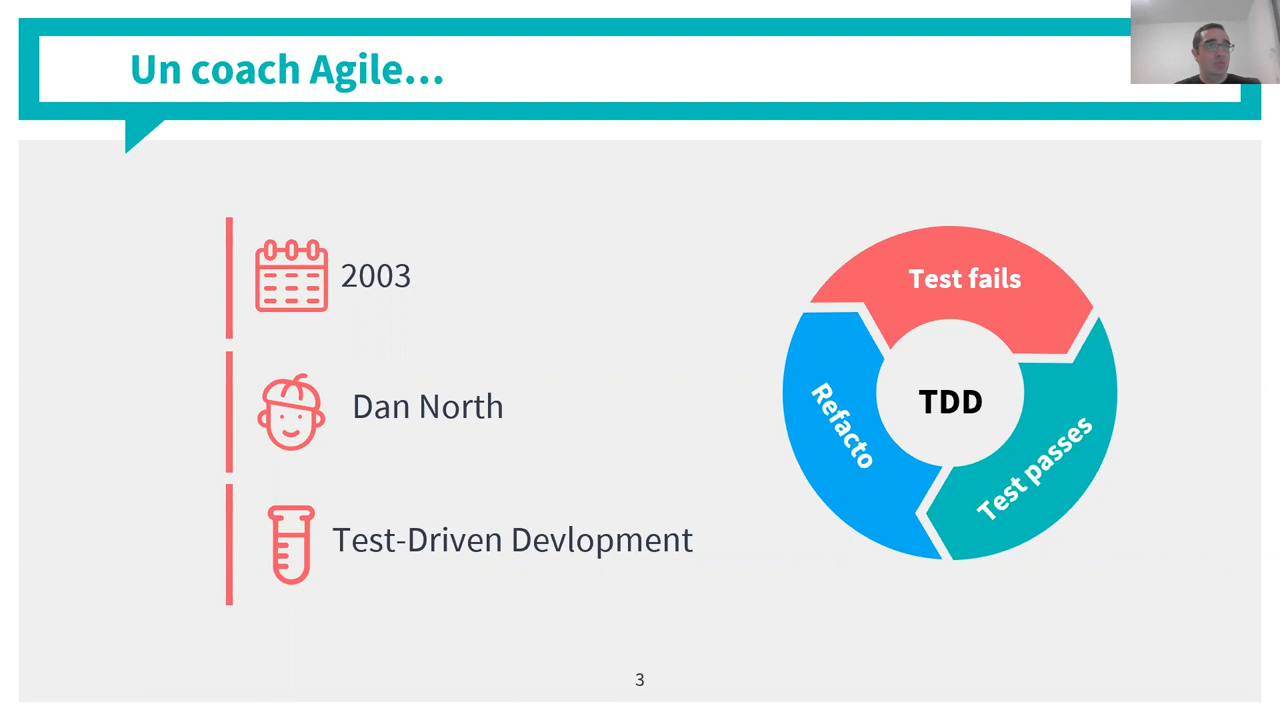 Un coach Agile...
2003
Dan North
Test-Driven Devlopment
Test fails
Refacto
TDD
Test passes
3